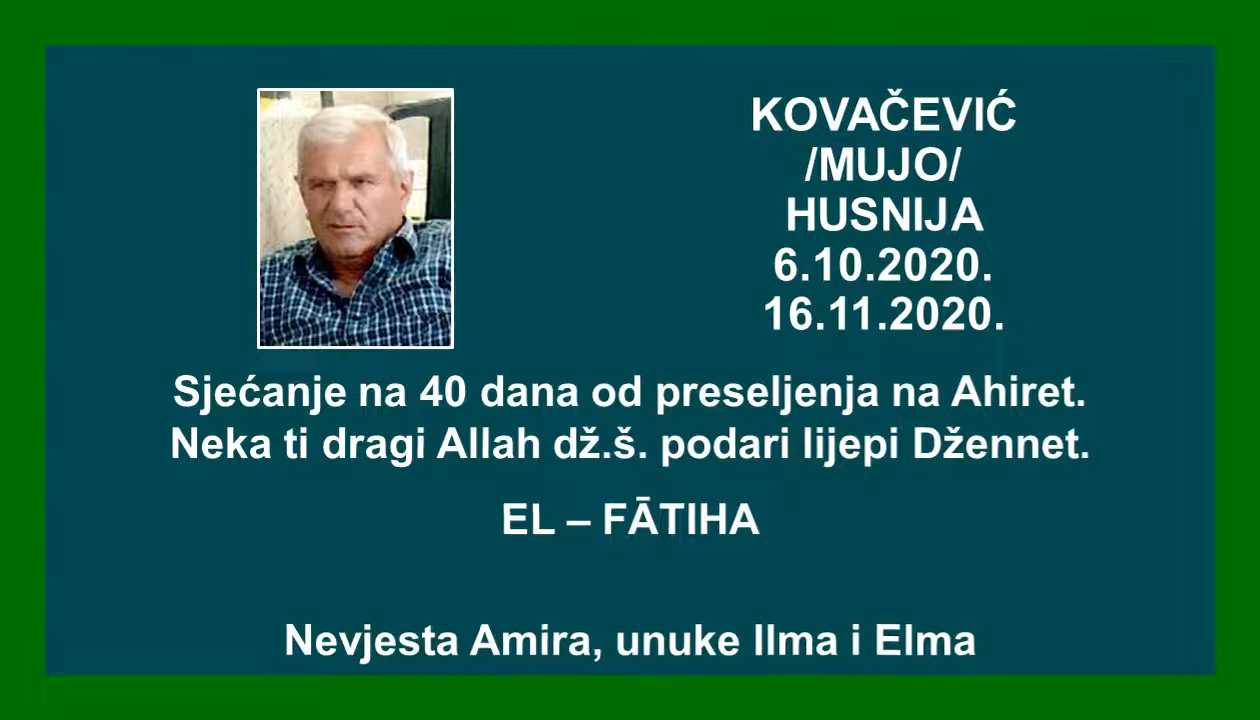 KOVAČEVIĆ
/MUJO/
HUSNIJA
6.10.2020.
16.11.2020.
Sjećanje na 40 dana od preseljenja na Ahiret.
Neka ti dragi Allah dž.š. podari lijepi Džennet.
EL – FĀTIHA
Nevjesta Amira, unuke Ilma i Elma